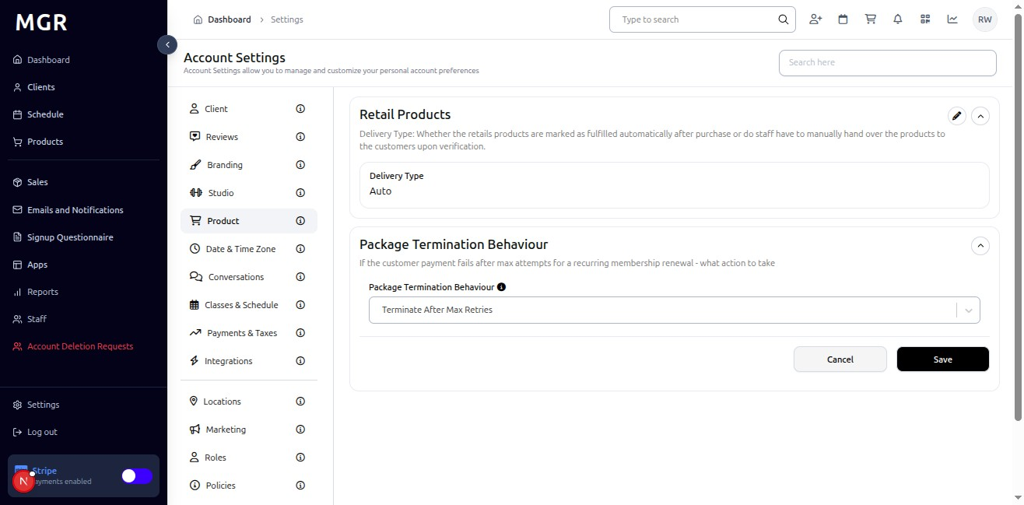 MGR
Dashboard
Clients
Schedule
Products
Sales
Emails and Notifications
Signup Questionnaire
Apps
Reports
Staff
Account Deletion Requests
Settings
Log out
Stripe
N
payments enabled
Dashboard > Settings
Type to search
RW
Account Settings
Account Settings allow you to manage and customize your personal account preferences
Search here
Client
Reviews
Branding
Studio
Product
Date & Time Zone
Conversations
Classes & Schedule
Payments & Taxes
Integrations
Locations
Marketing
Roles
Policies
Retail Products
Delivery Type: Whether the retails products are marked as fulfilled automatically after purchase or do staff have to manually hand over the products to
the customers upon verification.
Delivery Type
Auto
Package Termination Behaviour
If the customer payment fails after max attempts for a recurring membership renewal - what action to take
Package Termination Behaviour
Terminate After Max Retries
Cancel
Save